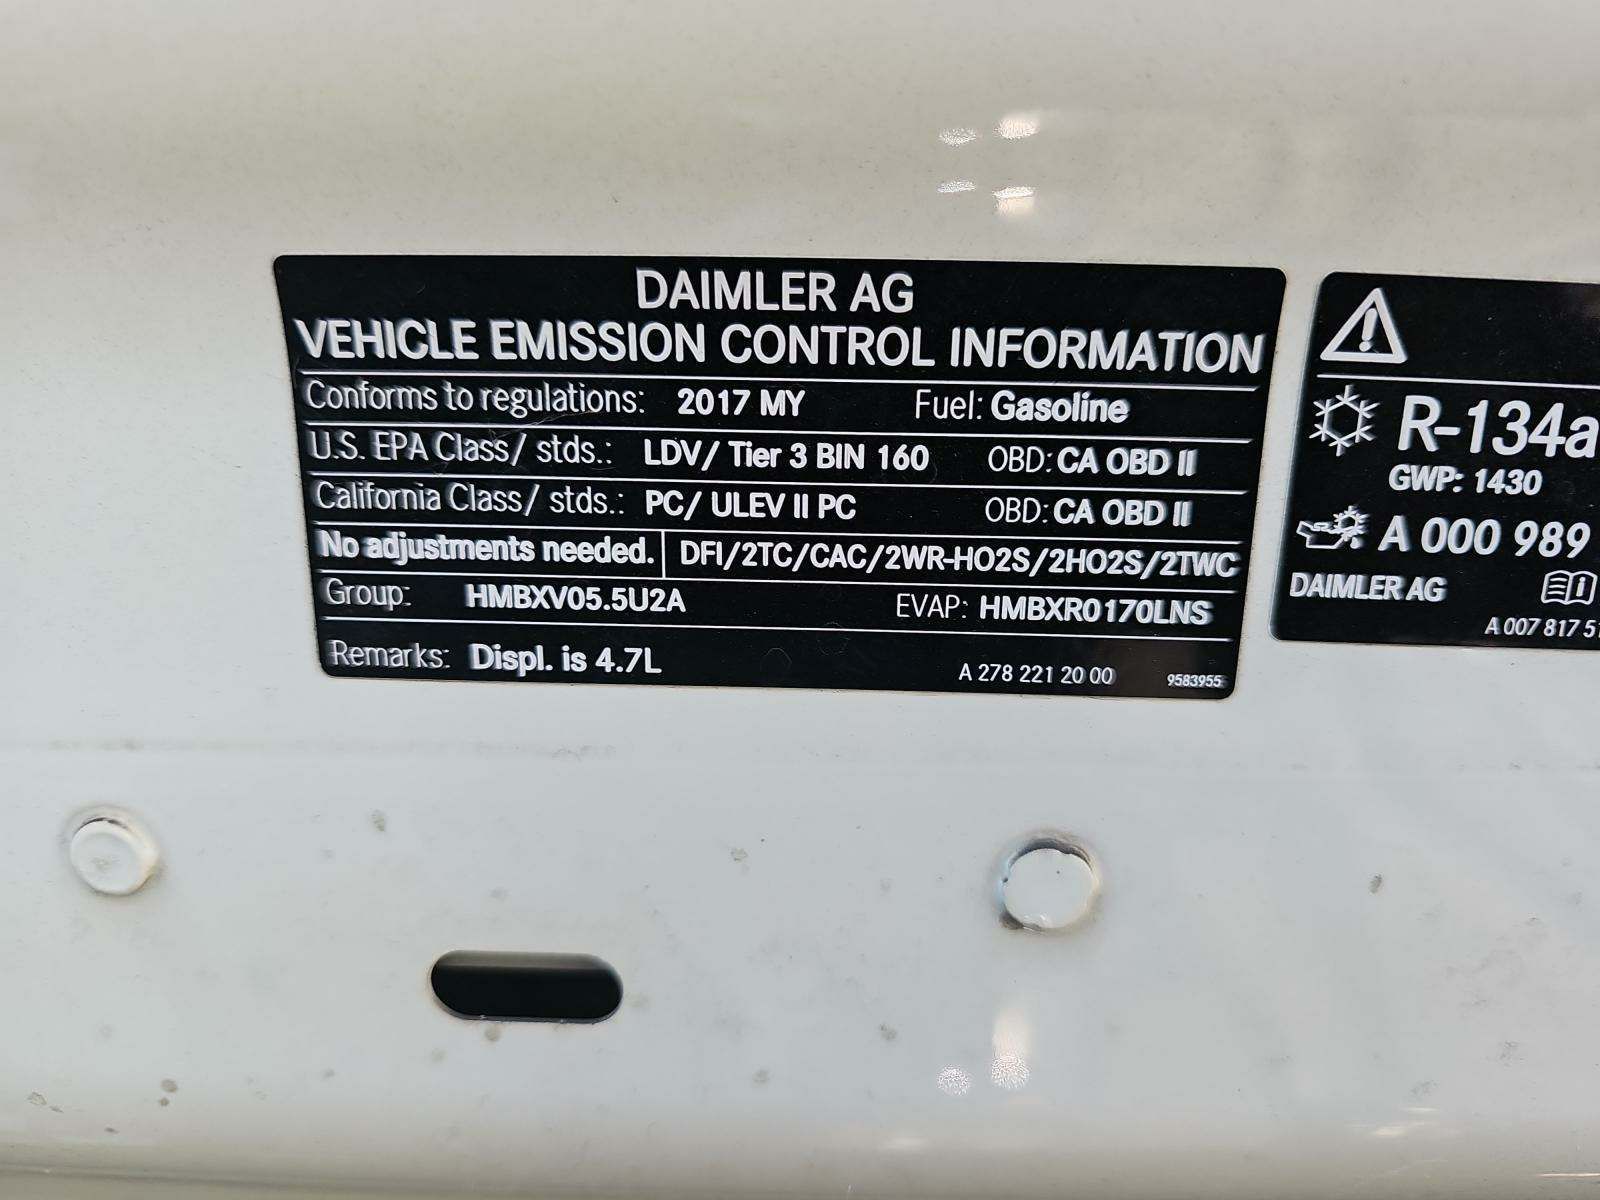 DAIMLER AG
VEHICLE EMISSION CONTROL INFORMATION
Conforms to regulations: 2017 MY Fuel: Gasoline
U.S. EPA Class/ stds.: LDV/ Tier 3 BIN 160 OBD: CA OBD II
California Class/ stds.: PC/ ULEV II PC OBD: CA OBD II
No adjustments needed. DFI/2TC/CAC/2WR-HO2S/2HO2S/2TWC
Group: HMBXV05.5U2A EVAP: HMBXR0170LNS
Remarks: Displ. is 4.7L A 278 221 20 00 9583955
R-134a
GWP: 1430
A 000 989
DAIMLER AG
A 007 817 51